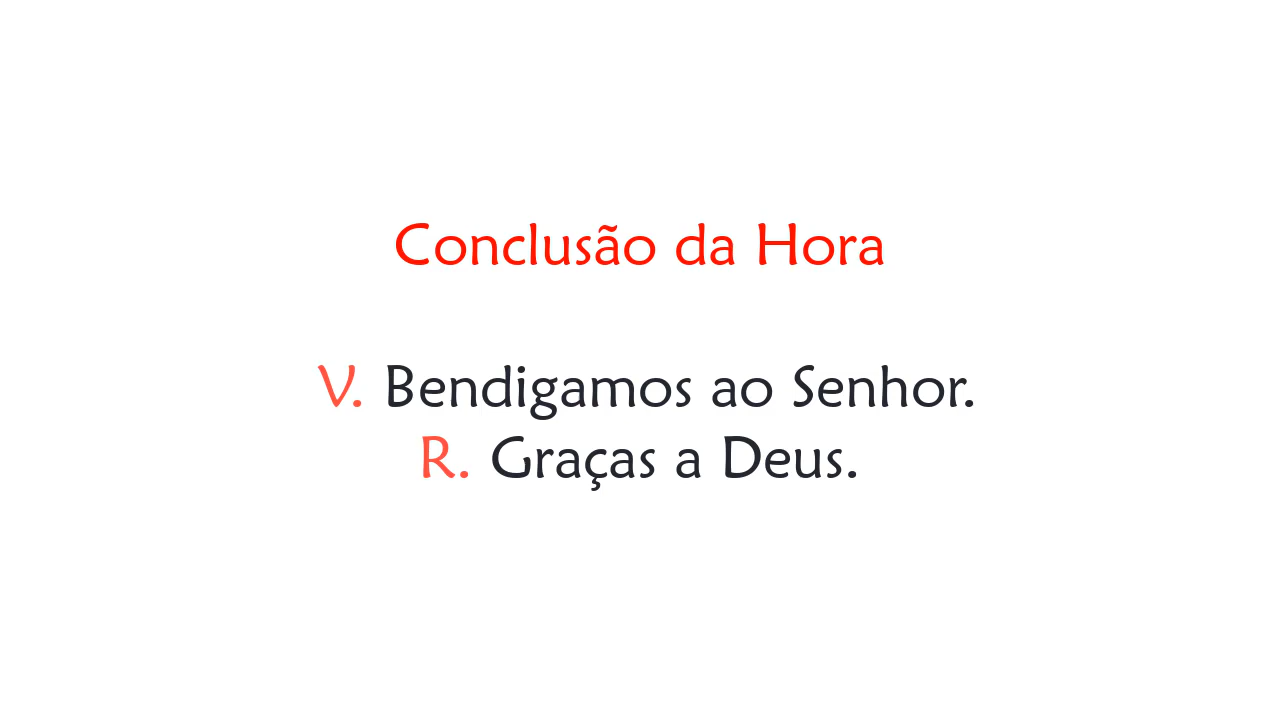 Conclusão da Hora
V. Bendigamos ao Senhor.
R. Graças a Deus.